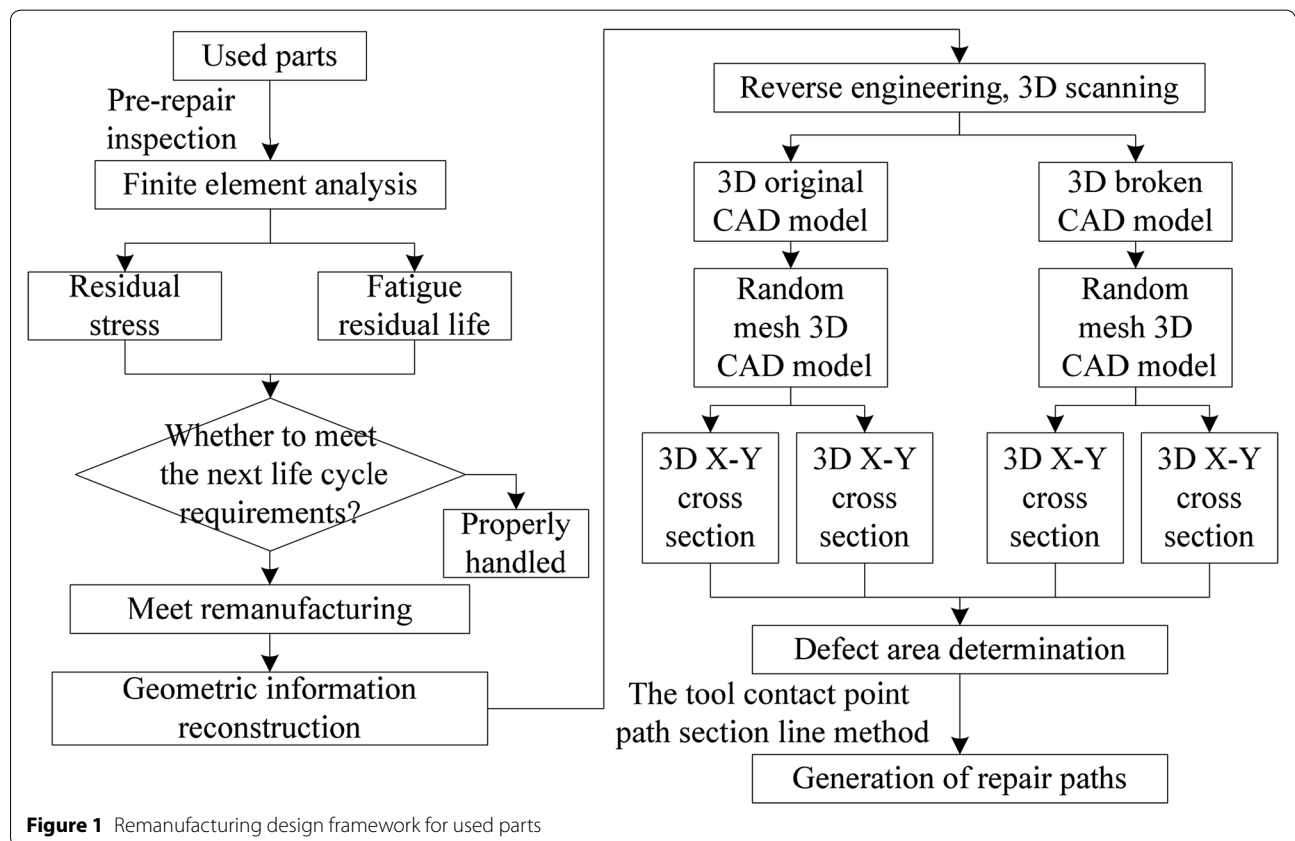 Used parts
Pre-repair
inspection
Finite element analysis
Residual
stress
Fatigue
residual life
Whether to meet
the next life cycle
requirements?
Properly
handled
Meet remanufacturing
Geometric information
reconstruction
Reverse engineering, 3D scanning
3D original
CAD model
3D broken
CAD model
Random
mesh 3D
CAD model
Random
mesh 3D
CAD model
3D X-Y
cross
section
3D X-Y
cross
section
3D X-Y
cross
section
3D X-Y
cross
section
Defect area determination
The tool contact point
path section line method
Generation of repair paths
Figure 1 Remanufacturing design framework for used parts